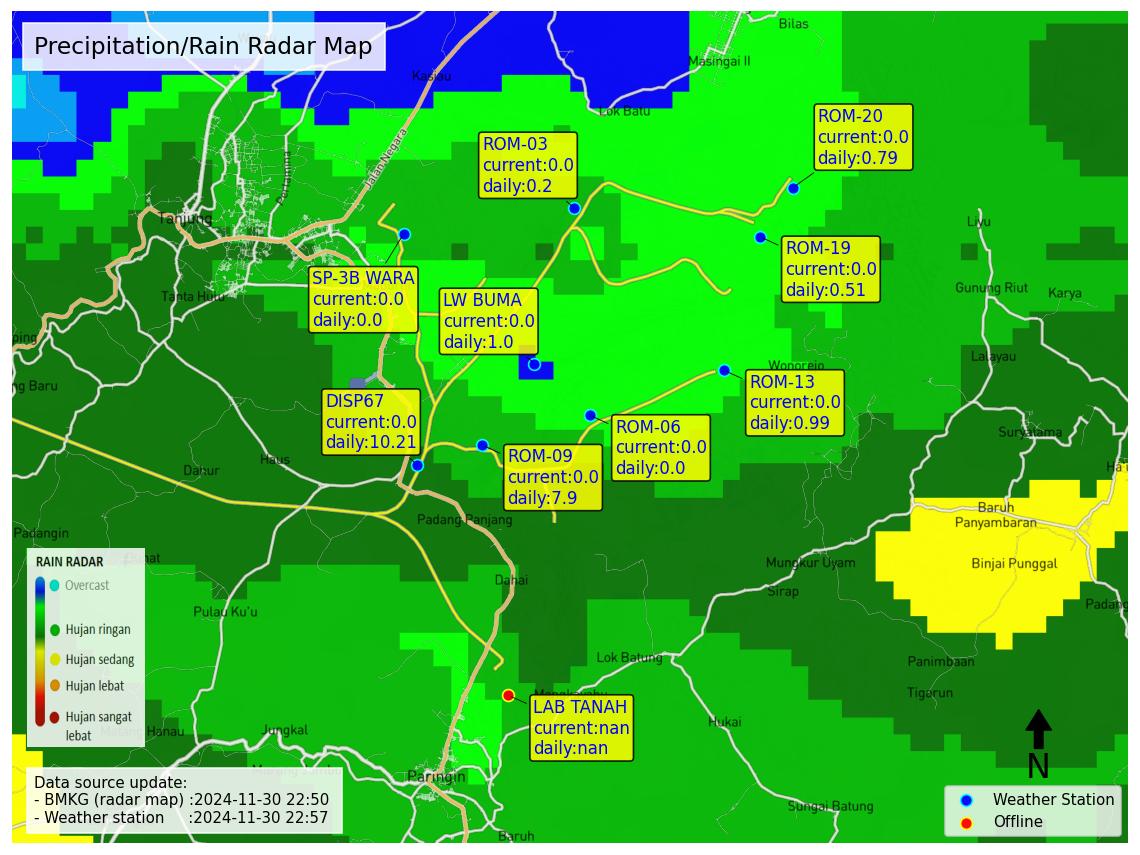 Precipitation/Rain Radar Map
Bilas
Masingai II
Kasiau
Lok Batu
Jalan Negara
Pertamina
Tanjung
Tanta Hulu
ROM-20
current:0.0
daily:0.79
ROM-03
current:0.0
daily:0.2
ROM-19
current:0.0
daily:0.51
SP-3B WARA
current:0.0
daily:0.0
LW BUMA
current:0.0
daily:1.0
Liyu
Gunung Riut
Karya
Lalayau
Wonorejo
ping
ng Baru
ROM-13
current:0.0
daily:0.99
DISP67
current:0.0
daily:10.21
ROM-06
current:0.0
daily:0.0
ROM-09
current:0.0
daily:7.9
Suryatama
Haus
Dahur
Padang Panjang
Padangin
Baruh
Panyambaran
Binjai Punggal
Mungkur Uyam
Sirap
Dahai
Pulau Ku'u
Padang
Lok Batung
Panimbaan
Tigarun
Hukai
Jungkal
Paringin
Sungai Batung
Baruh
LAB TANAH
current:nan
daily:nan
RAIN RADAR
Overcast
Hujan ringan
Hujan sedang
Hujan lebat
Hujan sangat
lebat
Data source update:
- BMKG (radar map) :2024-11-30 22:50
- Weather station :2024-11-30 22:57
N
Weather Station
Offline